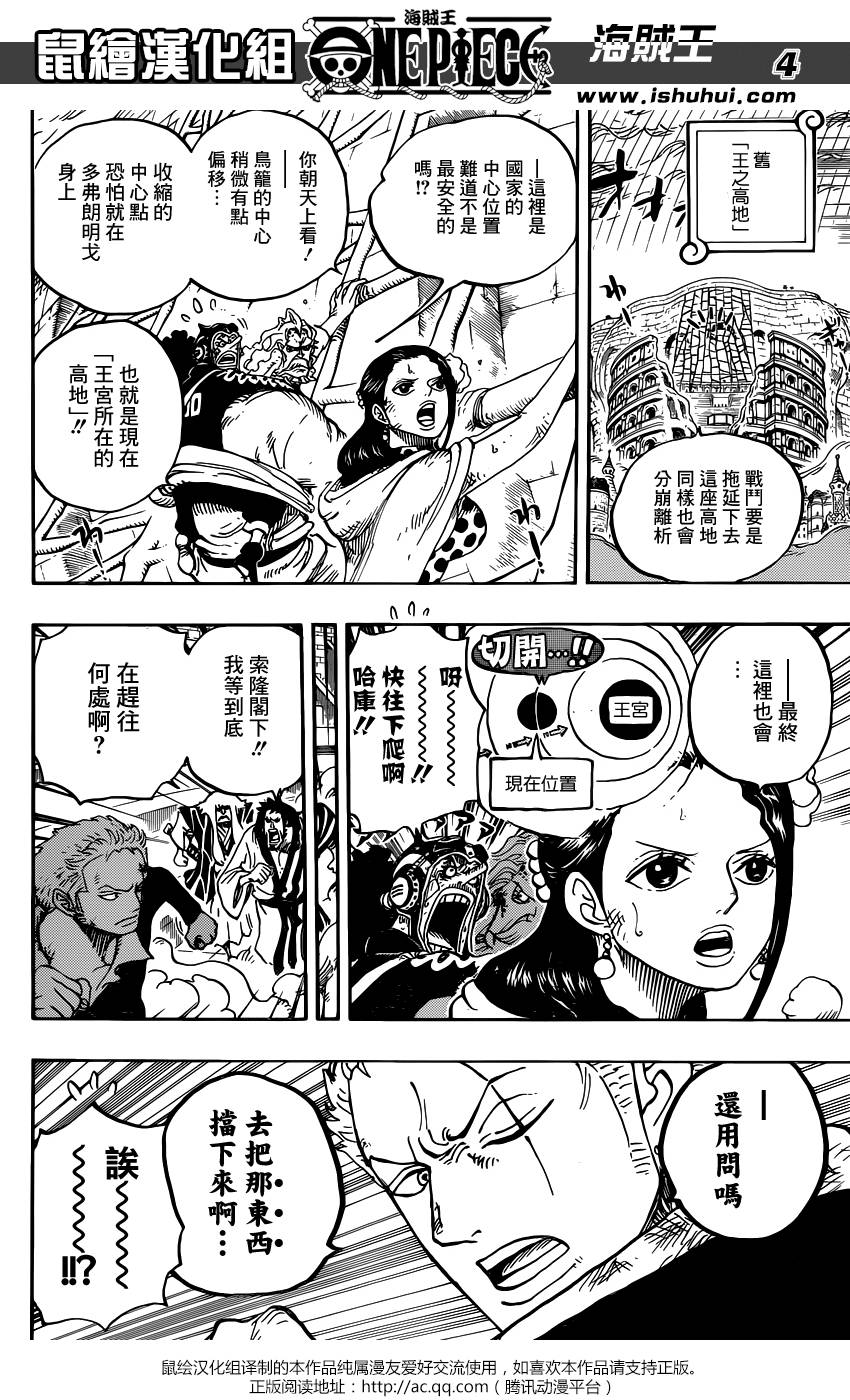 鼠繪漢化組
海賊王
ONE PIECE
海賊王
4
www.ishuhui.com
舊
「王之高地」
戰鬥要是
拖延下去
這座高地
同樣也會
分崩離析
——這裡是
國家的
中心位置
難道不是
最安全的
嗎!?
——你朝天上看!
鳥籠的中心
稍微有點
偏移…
收縮的
中心點
恐怕就在
多弗朗明戈
身上
也就是現在
「王宮所在的
高地」!!
——最終
這裡也會
…
切開…!!
王宮
現在位置
呀~~~~!!
快往下爬啊
哈庫!!
索隆閣下!!
我等到底
在趕往
何處啊?
——
還用問嗎
去把那東西
擋下來啊…
誒~~~~!!?
鼠绘汉化组译制的本作品纯属漫友爱好交流使用，如喜欢本作品请支持正版。
正版阅读地址：http://ac.qq.com（腾讯动漫平台）